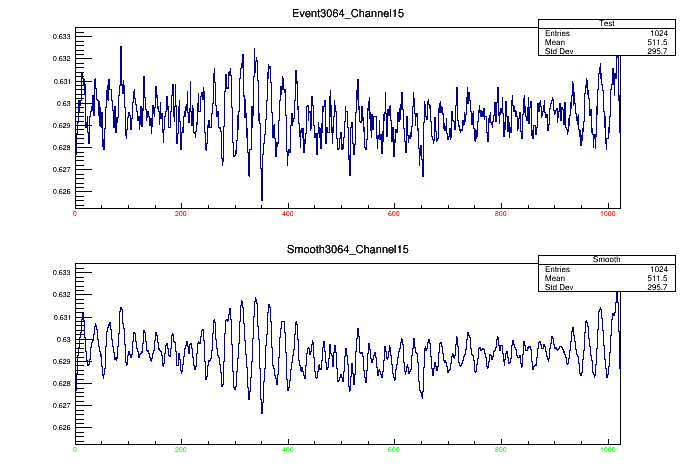 Event3064_Channel15
Test
Entries 1024
Mean 511.5
Std Dev 295.7
0.633
0.632
0.631
0.63
0.629
0.628
0.627
0.626
0 200 400 600 800 1000
Smooth3064_Channel15
Smooth
Entries 1024
Mean 511.5
Std Dev 295.7
0.633
0.632
0.631
0.63
0.629
0.628
0.627
0.626
0 200 400 600 800 1000